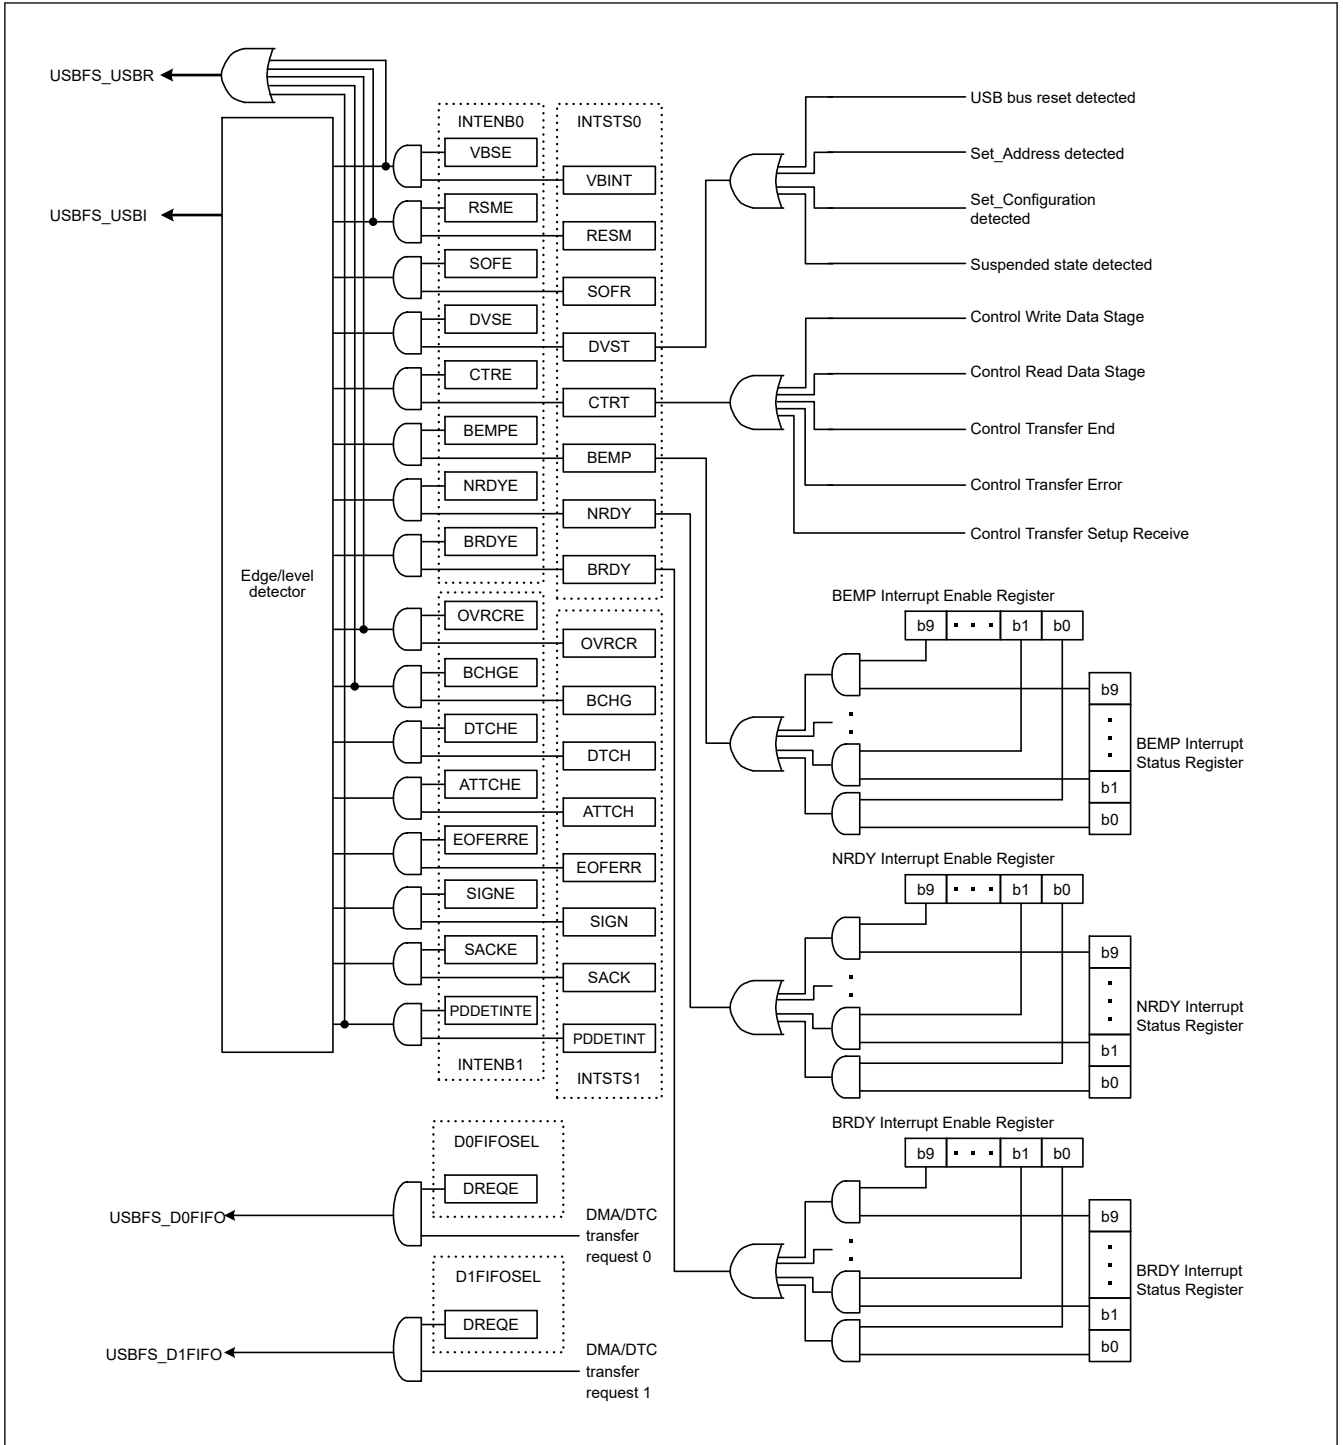 USBFS_USBR
USBFS_USBI
Edge/level
detector
INTENB0
VBSE
RSME
SOFE
DVSE
CTRE
BEMPE
NRDYE
BRDYE
OVRCRE
BCHGE
DTCHE
ATTCHE
EOFERRE
SIGNE
SACKE
PDDETINTE
INTENB1
INTSTS0
VBINT
RESM
SOFR
DVST
CTRT
BEMP
NRDY
BRDY
OVRCR
BCHG
DTCH
ATTCH
EOFERR
SIGN
SACK
PDDETINT
INTSTS1
USB bus reset detected
Set_Address detected
Set_Configuration
detected
Suspended state detected
Control Write Data Stage
Control Read Data Stage
Control Transfer End
Control Transfer Error
Control Transfer Setup Receive
BEMP Interrupt Enable Register
b9 · · · b1 b0
b9
b1
b0
BEMP Interrupt
Status Register
NRDY Interrupt Enable Register
b9 · · · b1 b0
b9
b1
b0
NRDY Interrupt
Status Register
BRDY Interrupt Enable Register
b9 · · · b1 b0
b9
b1
b0
BRDY Interrupt
Status Register
D0FIFOSEL
DREQE
USBFS_D0FIFO
DMA/DTC
transfer
request 0
D1FIFOSEL
DREQE
USBFS_D1FIFO
DMA/DTC
transfer
request 1